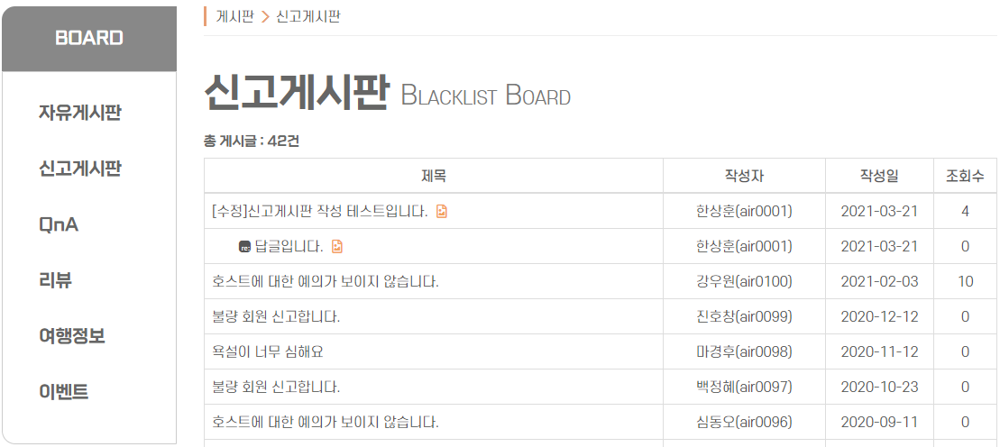 BOARD
자유게시판
신고게시판
QnA
리뷰
여행정보
이벤트
게시판 > 신고게시판
신고게시판 Blacklist Board
총 게시글 : 42건
제목 작성자 작성일 조회수
[수정]신고게시판 작성 테스트입니다. 한상훈(air0001) 2021-03-21 4
re: 답글입니다. 한상훈(air0001) 2021-03-21 0
호스트에 대한 예의가 보이지 않습니다. 강우원(air0100) 2021-02-03 10
불량 회원 신고합니다. 진호창(air0099) 2020-12-12 0
욕설이 너무 심해요 마경후(air0098) 2020-11-12 0
불량 회원 신고합니다. 백정혜(air0097) 2020-10-23 0
호스트에 대한 예의가 보이지 않습니다. 심동오(air0096) 2020-09-11 0